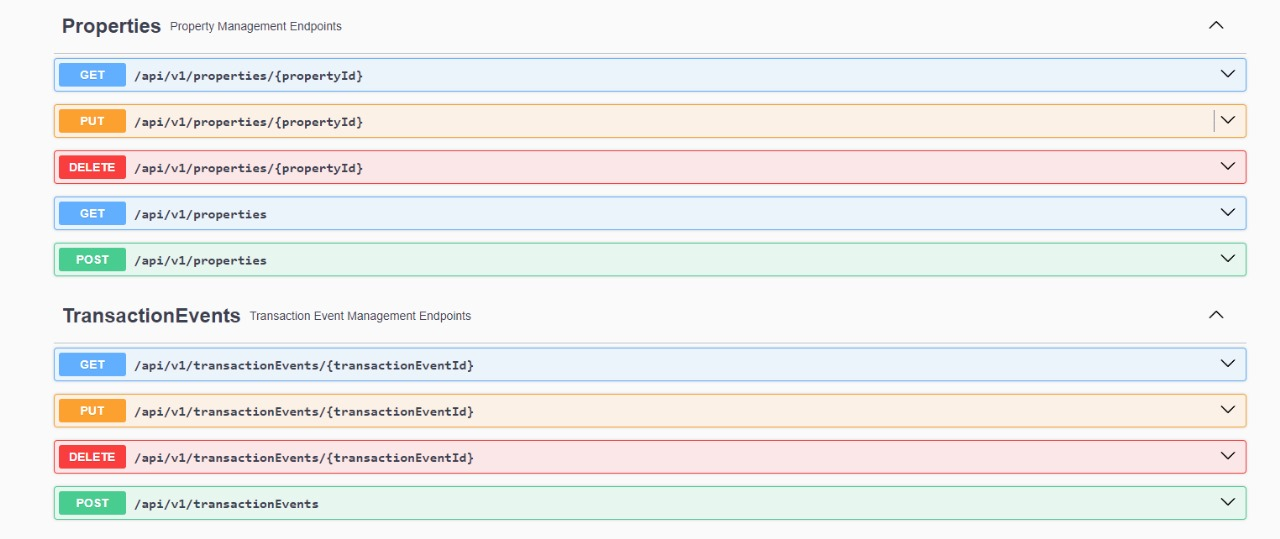 Properties Property Management Endpoints
GET /api/v1/properties/{propertyId}
PUT /api/v1/properties/{propertyId}
DELETE /api/v1/properties/{propertyId}
GET /api/v1/properties
POST /api/v1/properties
TransactionEvents Transaction Event Management Endpoints
GET /api/v1/transactionEvents/{transactionEventId}
PUT /api/v1/transactionEvents/{transactionEventId}
DELETE /api/v1/transactionEvents/{transactionEventId}
POST /api/v1/transactionEvents